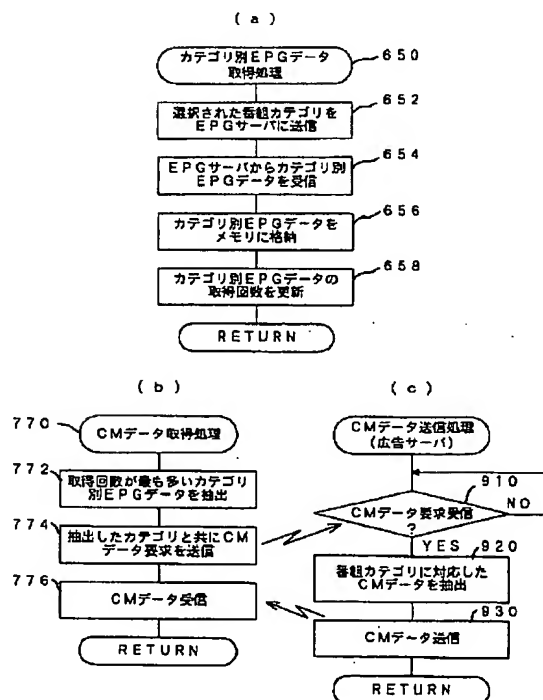 (a)
カテゴリ別EPGデータ
取得処理
650
選択された番組カテゴリを
EPGサーバに送信
652
EPGサーバからカテゴリ別
EPGデータを受信
654
カテゴリ別EPGデータを
メモリに格納
656
カテゴリ別EPGデータの
取得回数を更新
658
RETURN
(b)
770
CMデータ取得処理
772
取得回数が最も多いカテゴリ
別EPGデータを抽出
774
抽出したカテゴリと共にCM
データ要求を送信
776
CMデータ受信
RETURN
(c)
CMデータ送信処理
(広告サーバ)
910
CMデータ要求受信
?
NO
YES
920
番組カテゴリに対応した
CMデータを抽出
930
CMデータ送信
RETURN